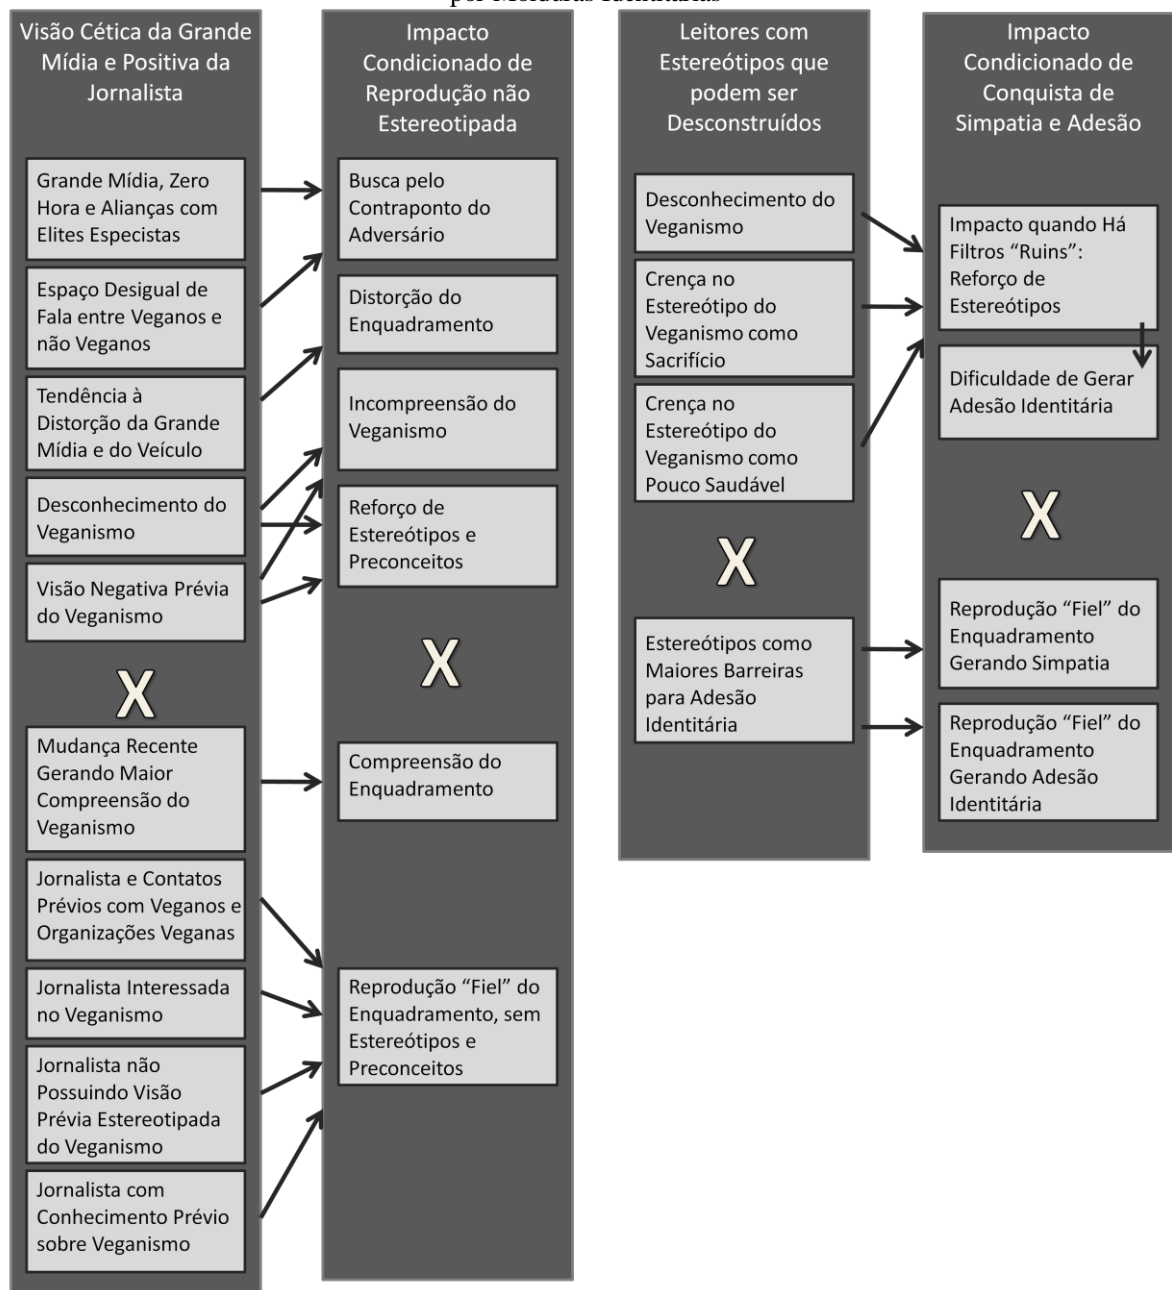 por Molduras Identitárias
Visão Cética da Grande
Mídia e Positiva da
Jornalista
Grande Mídia, Zero
Hora e Alianças com
Elites Especistas
Espaço Desigual de
Fala entre Veganos e
não Veganos
Tendência à
Distorção da Grande
Mídia e do Veículo
Desconhecimento do
Veganismo
Visão Negativa Prévia
do Veganismo
X
Mudança Recente
Gerando Maior
Compreensão do
Veganismo
Jornalista e Contatos
Prévios com Veganos e
Organizações Veganas
Jornalista Interessada
no Veganismo
Jornalista não
Possuindo Visão
Prévia Estereotipada
do Veganismo
Jornalista com
Conhecimento Prévio
sobre Veganismo
Impacto
Condicionado de
Reprodução não
Estereotipada
Busca pelo
Contraponto do
Adversário
Distorção do
Enquadramento
Incompreensão do
Veganismo
Reforço de
Estereótipos e
Preconceitos
X
Compreensão do
Enquadramento
Reprodução “Fiel” do
Enquadramento, sem
Estereótipos e
Preconceitos
Leitores com
Estereótipos que
podem ser
Desconstruídos
Desconhecimento do
Veganismo
Crença no
Estereótipo do
Veganismo como
Sacrifício
Crença no
Estereótipo do
Veganismo como
Pouco Saudável
X
Estereótipos como
Maiores Barreiras
para Adesão
Identitária
Impacto
Condicionado de
Conquista de
Simpatia e Adesão
Impacto quando Há
Filtros “Ruins”:
Reforço de
Estereótipos
Dificuldade de Gerar
Adesão Identitária
X
Reprodução “Fiel” do
Enquadramento
Gerando Simpatia
Reprodução “Fiel” do
Enquadramento
Gerando Adesão
Identitária